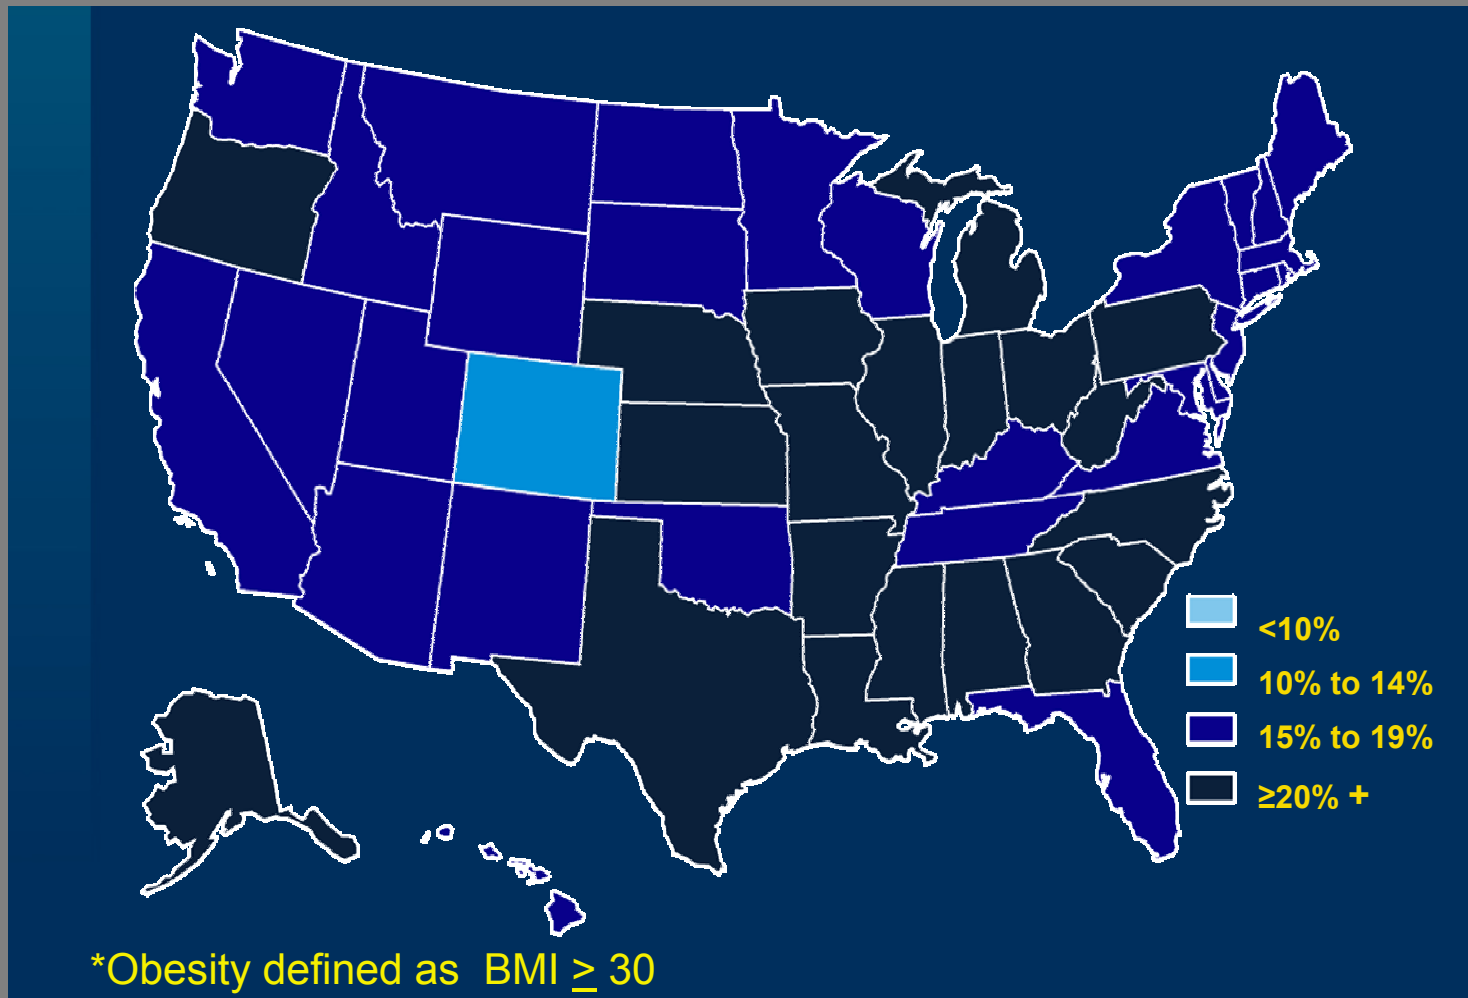 <10%
10% to 14%
15% to 19%
≥20% +
*Obesity defined as BMI ≥ 30